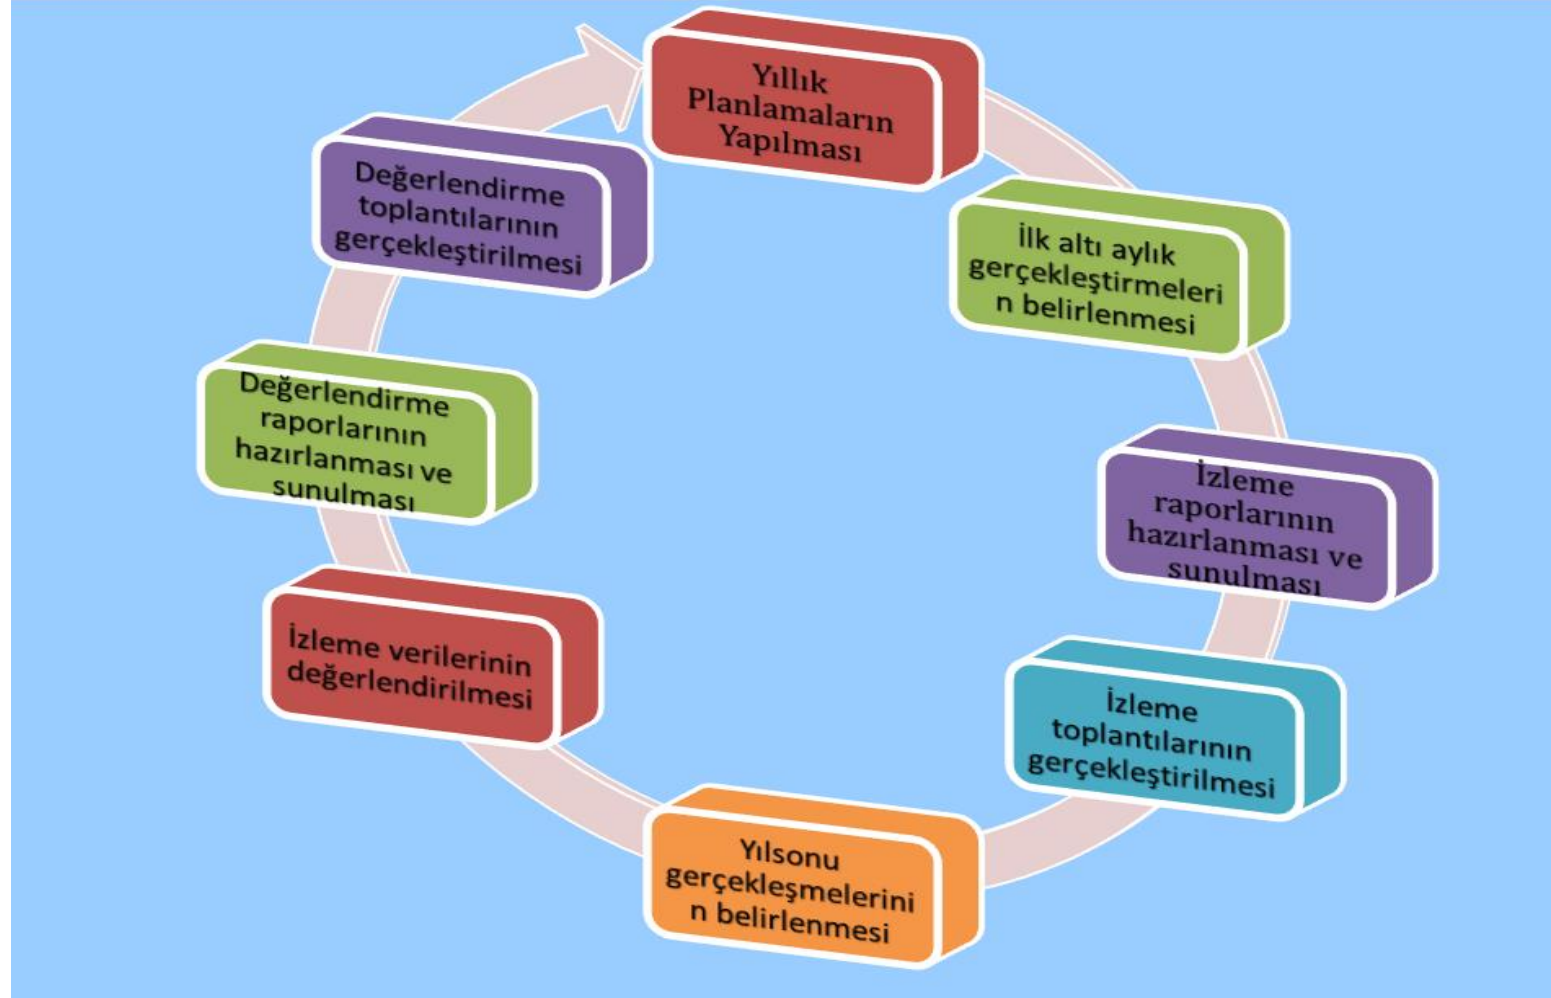 Yıllık
Planlamaların
Yapılması
İlk altı aylık
gerçekleştirmeleri
n belirlenmesi
İzleme
raporlarının
hazırlanması ve
sunulması
İzleme
toplantılarının
gerçekleştirilmesi
Yılsonu
gerçekleşmelerini
n belirlenmesi
İzleme verilerinin
değerlendirilmesi
Değerlendirme
raporlarının
hazırlanması ve
sunulması
Değerlendirme
toplantılarının
gerçekleştirilmesi